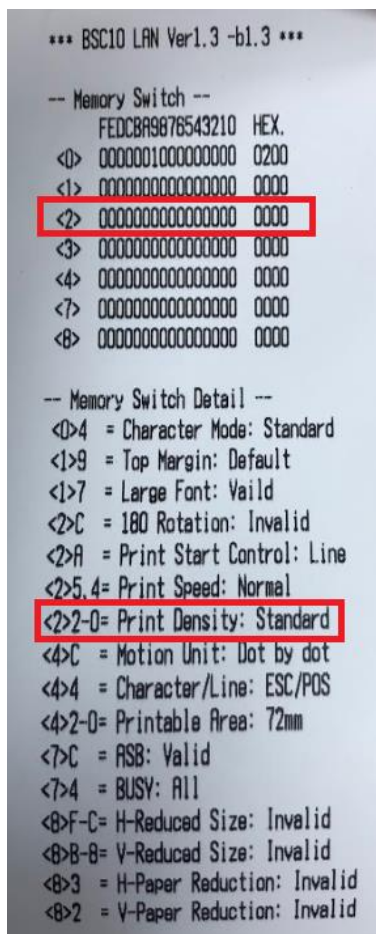 *** BSC10 LAN Ver1.3 -b1.3 ***
-- Memory Switch --
FEDCBA9876543210 HEX.
<0> 0000001000000000 0200
<1> 0000000000000000 0000
<2> 0000000000000000 0000
<3> 0000000000000000 0000
<4> 0000000000000000 0000
<7> 0000000000000000 0000
<8> 0000000000000000 0000
-- Memory Switch Detail --
<0>4 = Character Mode: Standard
<1>9 = Top Margin: Default
<1>7 = Large Font: Vaild
<2>C = 180 Rotation: Invalid
<2>A = Print Start Control: Line
<2>5,4= Print Speed: Normal
<2>2-0= Print Density: Standard
<4>C = Motion Unit: Dot by dot
<4>4 = Character/Line: ESC/POS
<4>2-0= Printable Area: 72mm
<7>C = ASB: Valid
<7>4 = BUSY: All
<8>F-C= H-Reduced Size: Invalid
<8>B-8= V-Reduced Size: Invalid
<8>3 = H-Paper Reduction: Invalid
<8>2 = V-Paper Reduction: Invalid